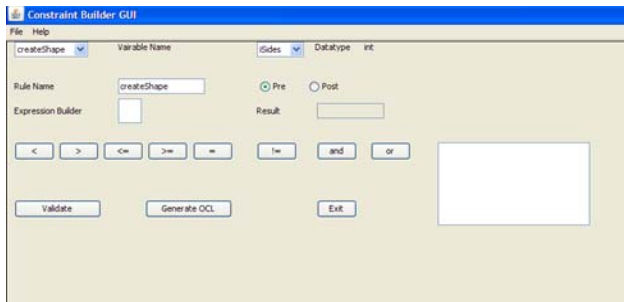 Constraint Builder GUI
File Help
createShape Vairable Name iSides Datatype int
Rule Name createShape Pre Post
Expression Builder Result
< > <= >= = != and or
Validate Generate OCL Exit